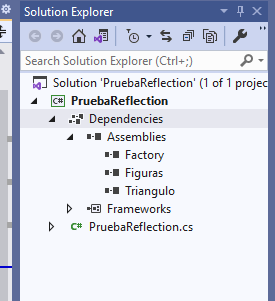 Solution Explorer
Search Solution Explorer (Ctrl+;)
Solution 'PruebaReflection' (1 of 1 projec
C# PruebaReflection
Dependencies
Assemblies
Factory
Figuras
Triangulo
Frameworks
C# PruebaReflection.cs